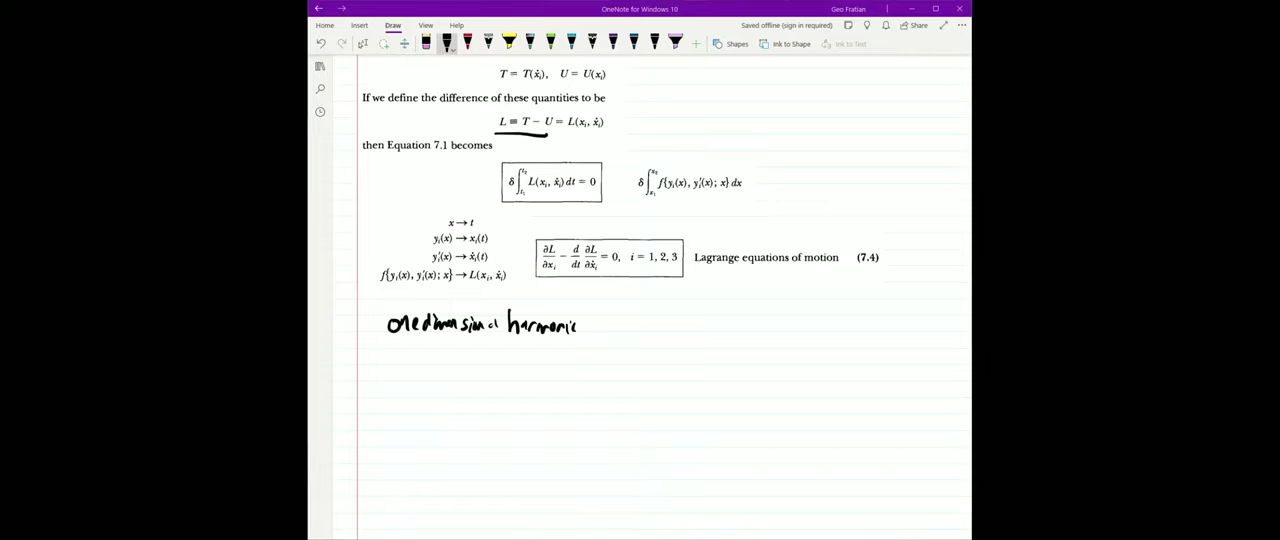 OneNote for Windows 10
Geo Fratian
Home Insert Draw View Help
Saved offline (sign in required)
Share
Shapes
Ink to Shape
Ink to Text
T = T(ẋᵢ), U = U(xᵢ)
If we define the difference of these quantities to be
L ≡ T − U = L(xᵢ, ẋᵢ)
then Equation 7.1 becomes
δ ∫_{t₁}^{t₂} L(xᵢ, ẋᵢ) dt = 0
δ ∫_{x₁}^{x₂} f{yᵢ(x), y′ᵢ(x); x} dx
x → t
yᵢ(x) → xᵢ(t)
y′ᵢ(x) → ẋᵢ(t)
f{yᵢ(x), y′ᵢ(x); x} → L(xᵢ, ẋᵢ)
∂L/∂xᵢ − d/dt ∂L/∂ẋᵢ = 0, i = 1, 2, 3 Lagrange equations of motion (7.4)
one dimensional harmonic